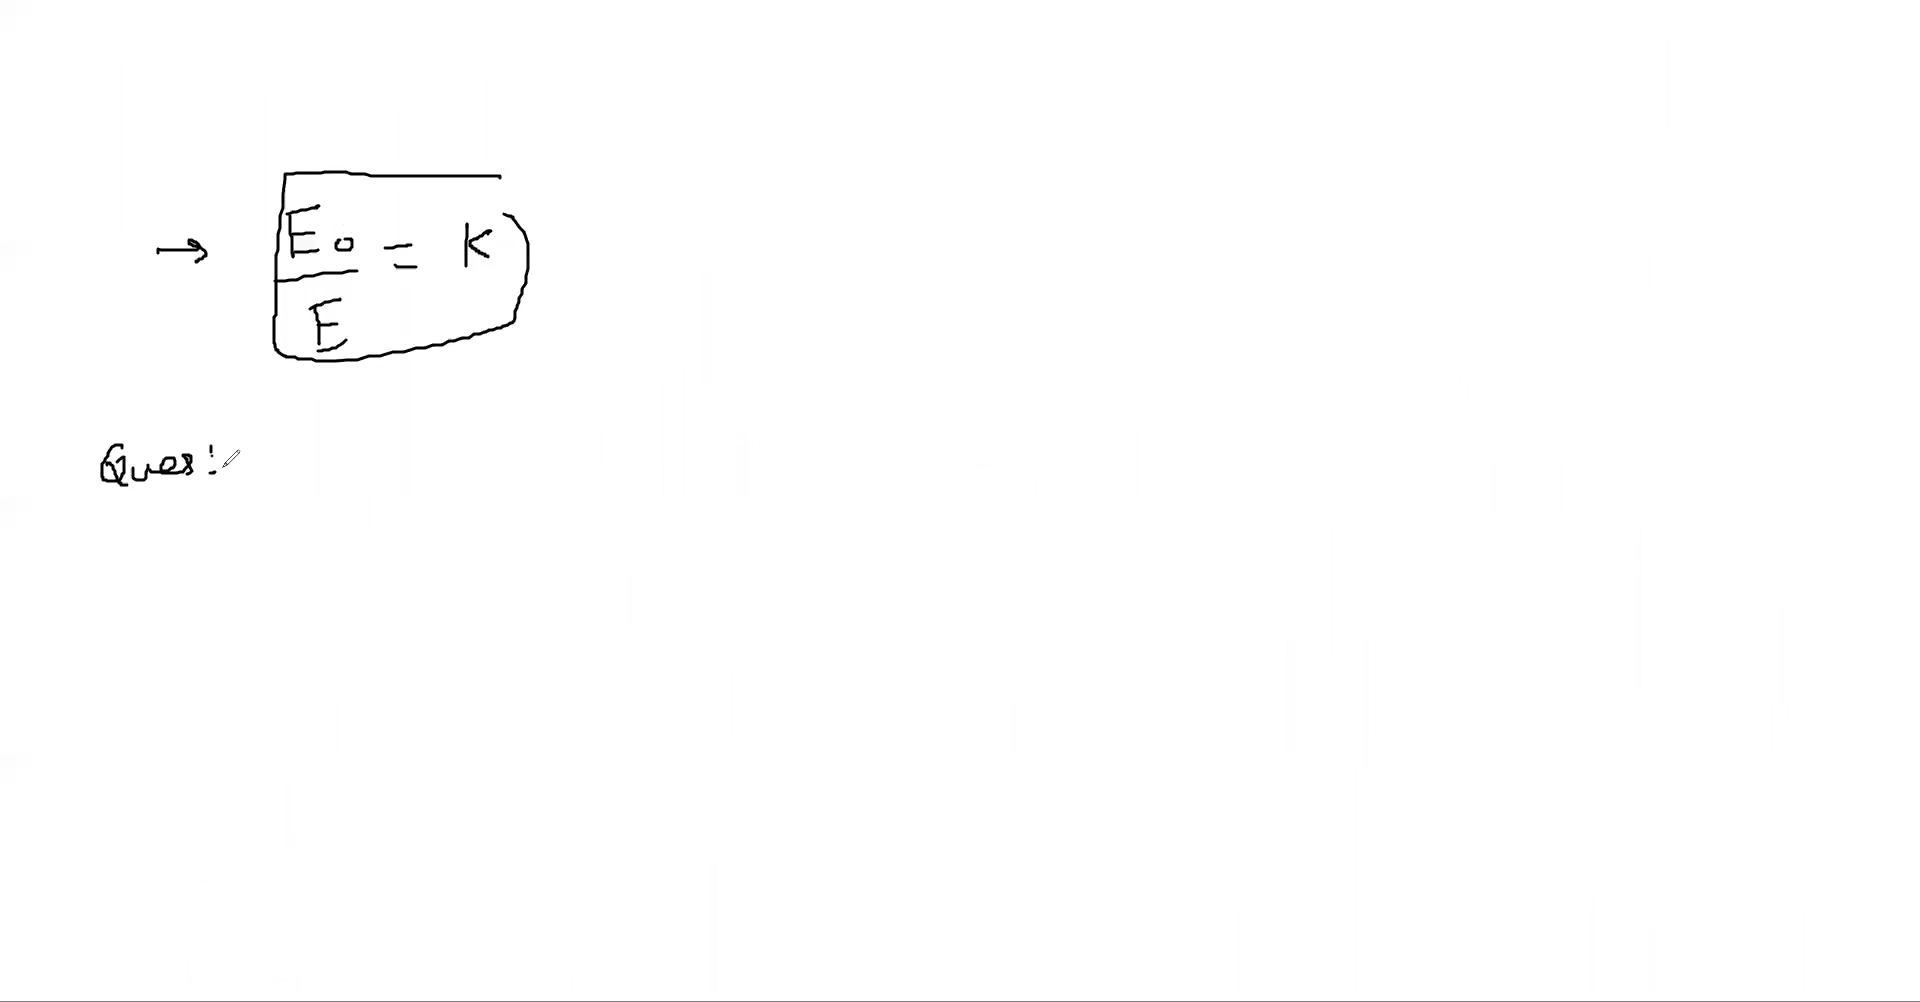 → E₀/E = K
Ques: